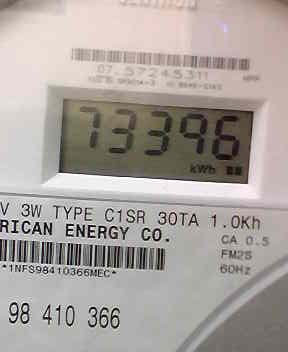 07.57245311
73396
kWh
V 3W TYPE C1SR 30TA 1.0Kh
RICAN ENERGY CO.
CA 0.5
FM2S
60Hz
*1NFS98410366MEC*
98 410 366